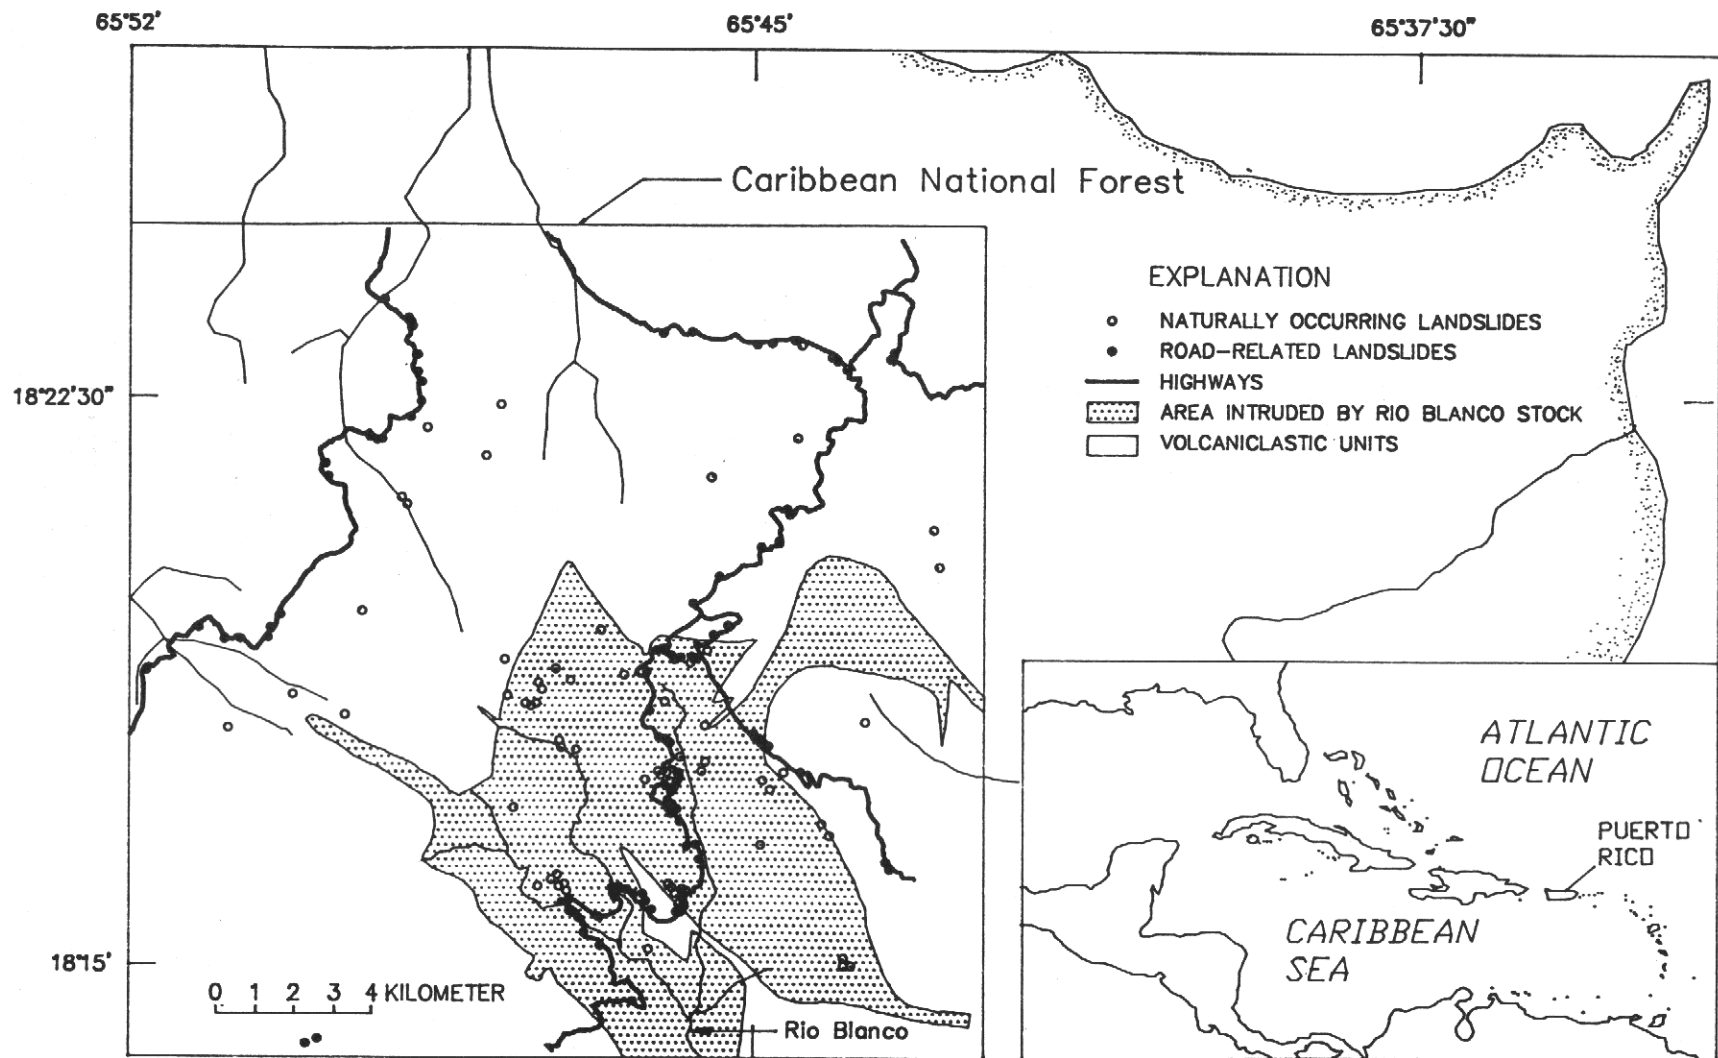 65°52'
65°45'
65°37'30"
Caribbean National Forest
EXPLANATION
NATURALLY OCCURRING LANDSLIDES
ROAD-RELATED LANDSLIDES
HIGHWAYS
18°22'30"
AREA INTRUDED BY RIO BLANCO STOCK
VOLCANICLASTIC UNITS
ATLANTIC
OCEAN
PUERTO
RICO
CARIBBEAN
SEA
18°15'
0 1 2 3 4 KILOMETER
Rio Blanco